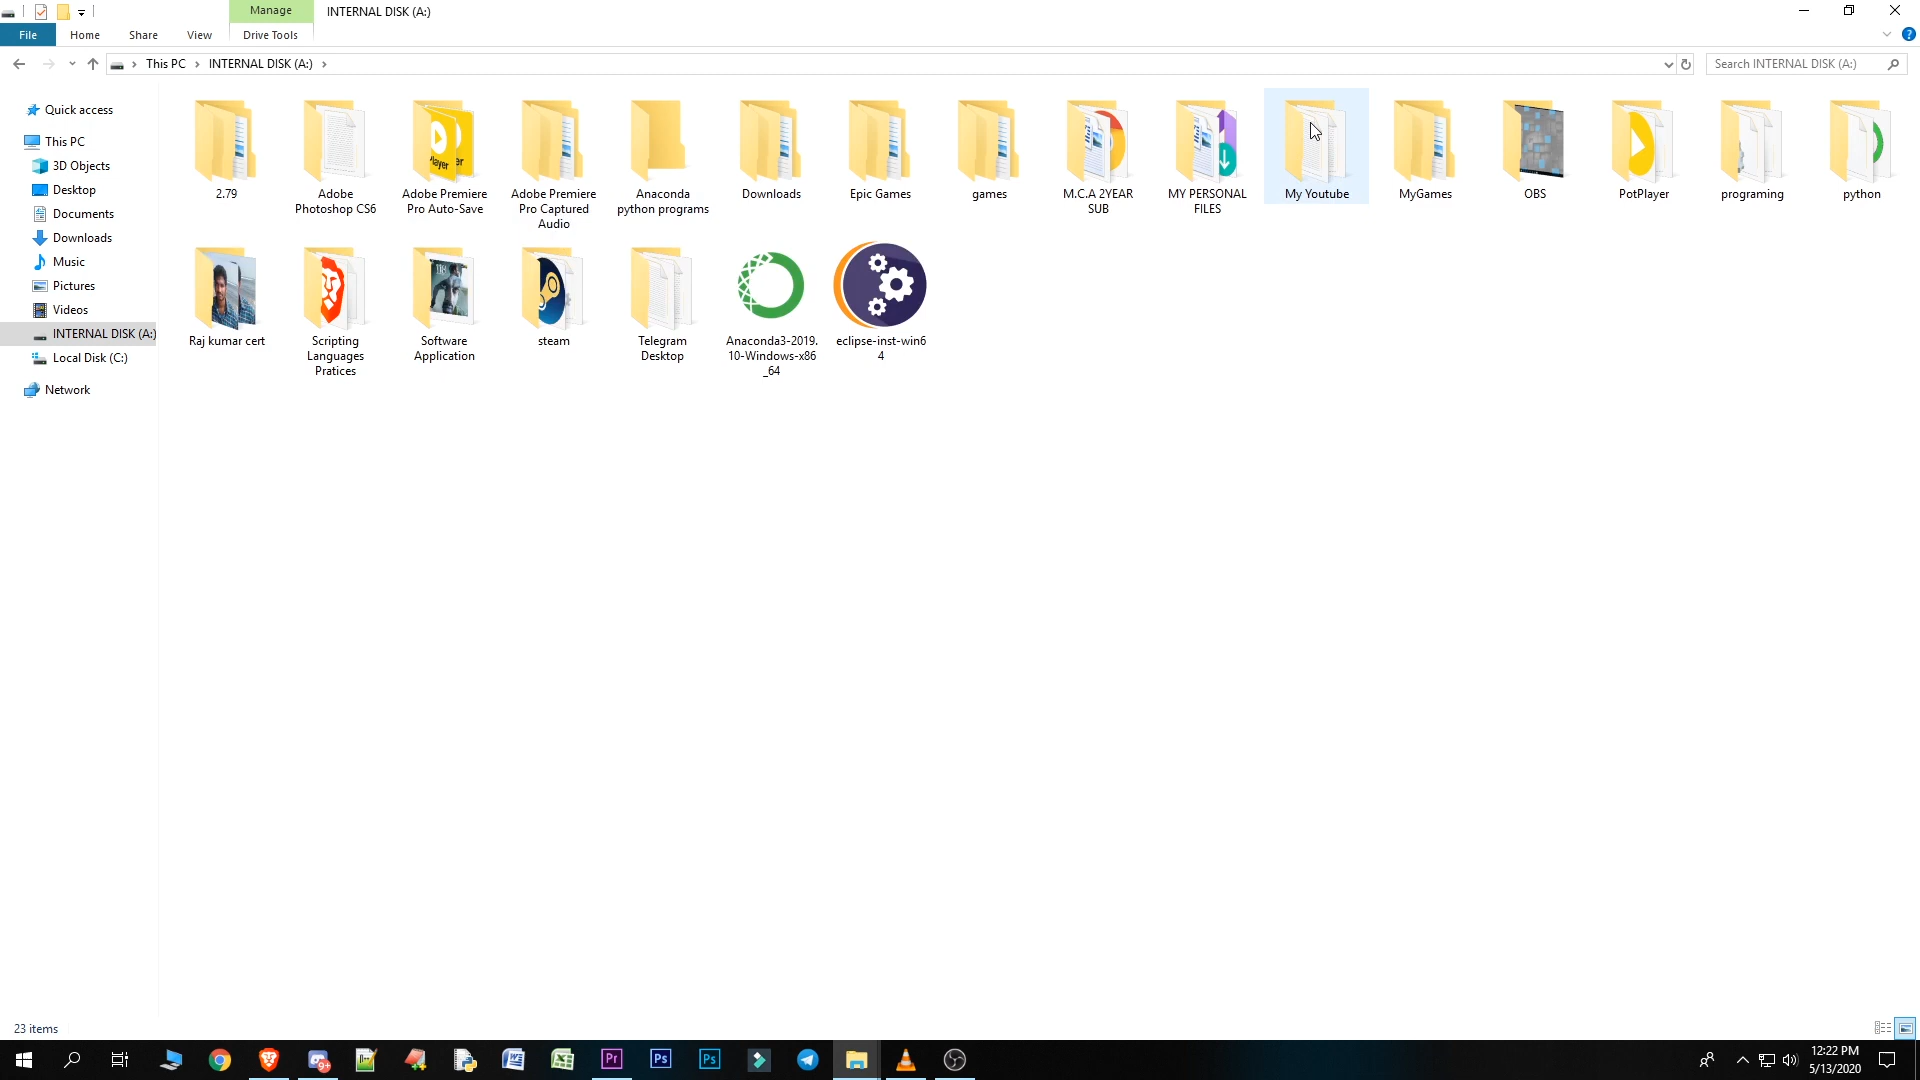 Manage
INTERNAL DISK (A:)
File
Home
Share
View
Drive Tools
?
This PC
INTERNAL DISK (A:)
Search INTERNAL DISK (A:)
Quick access
This PC
3D Objects
Desktop
Documents
Downloads
Music
Pictures
Videos
INTERNAL DISK (A:)
Local Disk (C:)
Network
2.79
Adobe
Photoshop CS6
Adobe Premiere
Pro Auto-Save
Adobe Premiere
Pro Captured
Audio
Anaconda
python programs
Downloads
Epic Games
games
M.C.A 2YEAR
SUB
MY PERSONAL
FILES
My Youtube
MyGames
OBS
PotPlayer
programing
python
Raj kumar cert
Scripting
Languages
Pratices
Software
Application
steam
Telegram
Desktop
Anaconda3-2019.
10-Windows-x86
_64
eclipse-inst-win6
4
23 items
9+
Pr
Ps
Ps
12:22 PM
5/13/2020